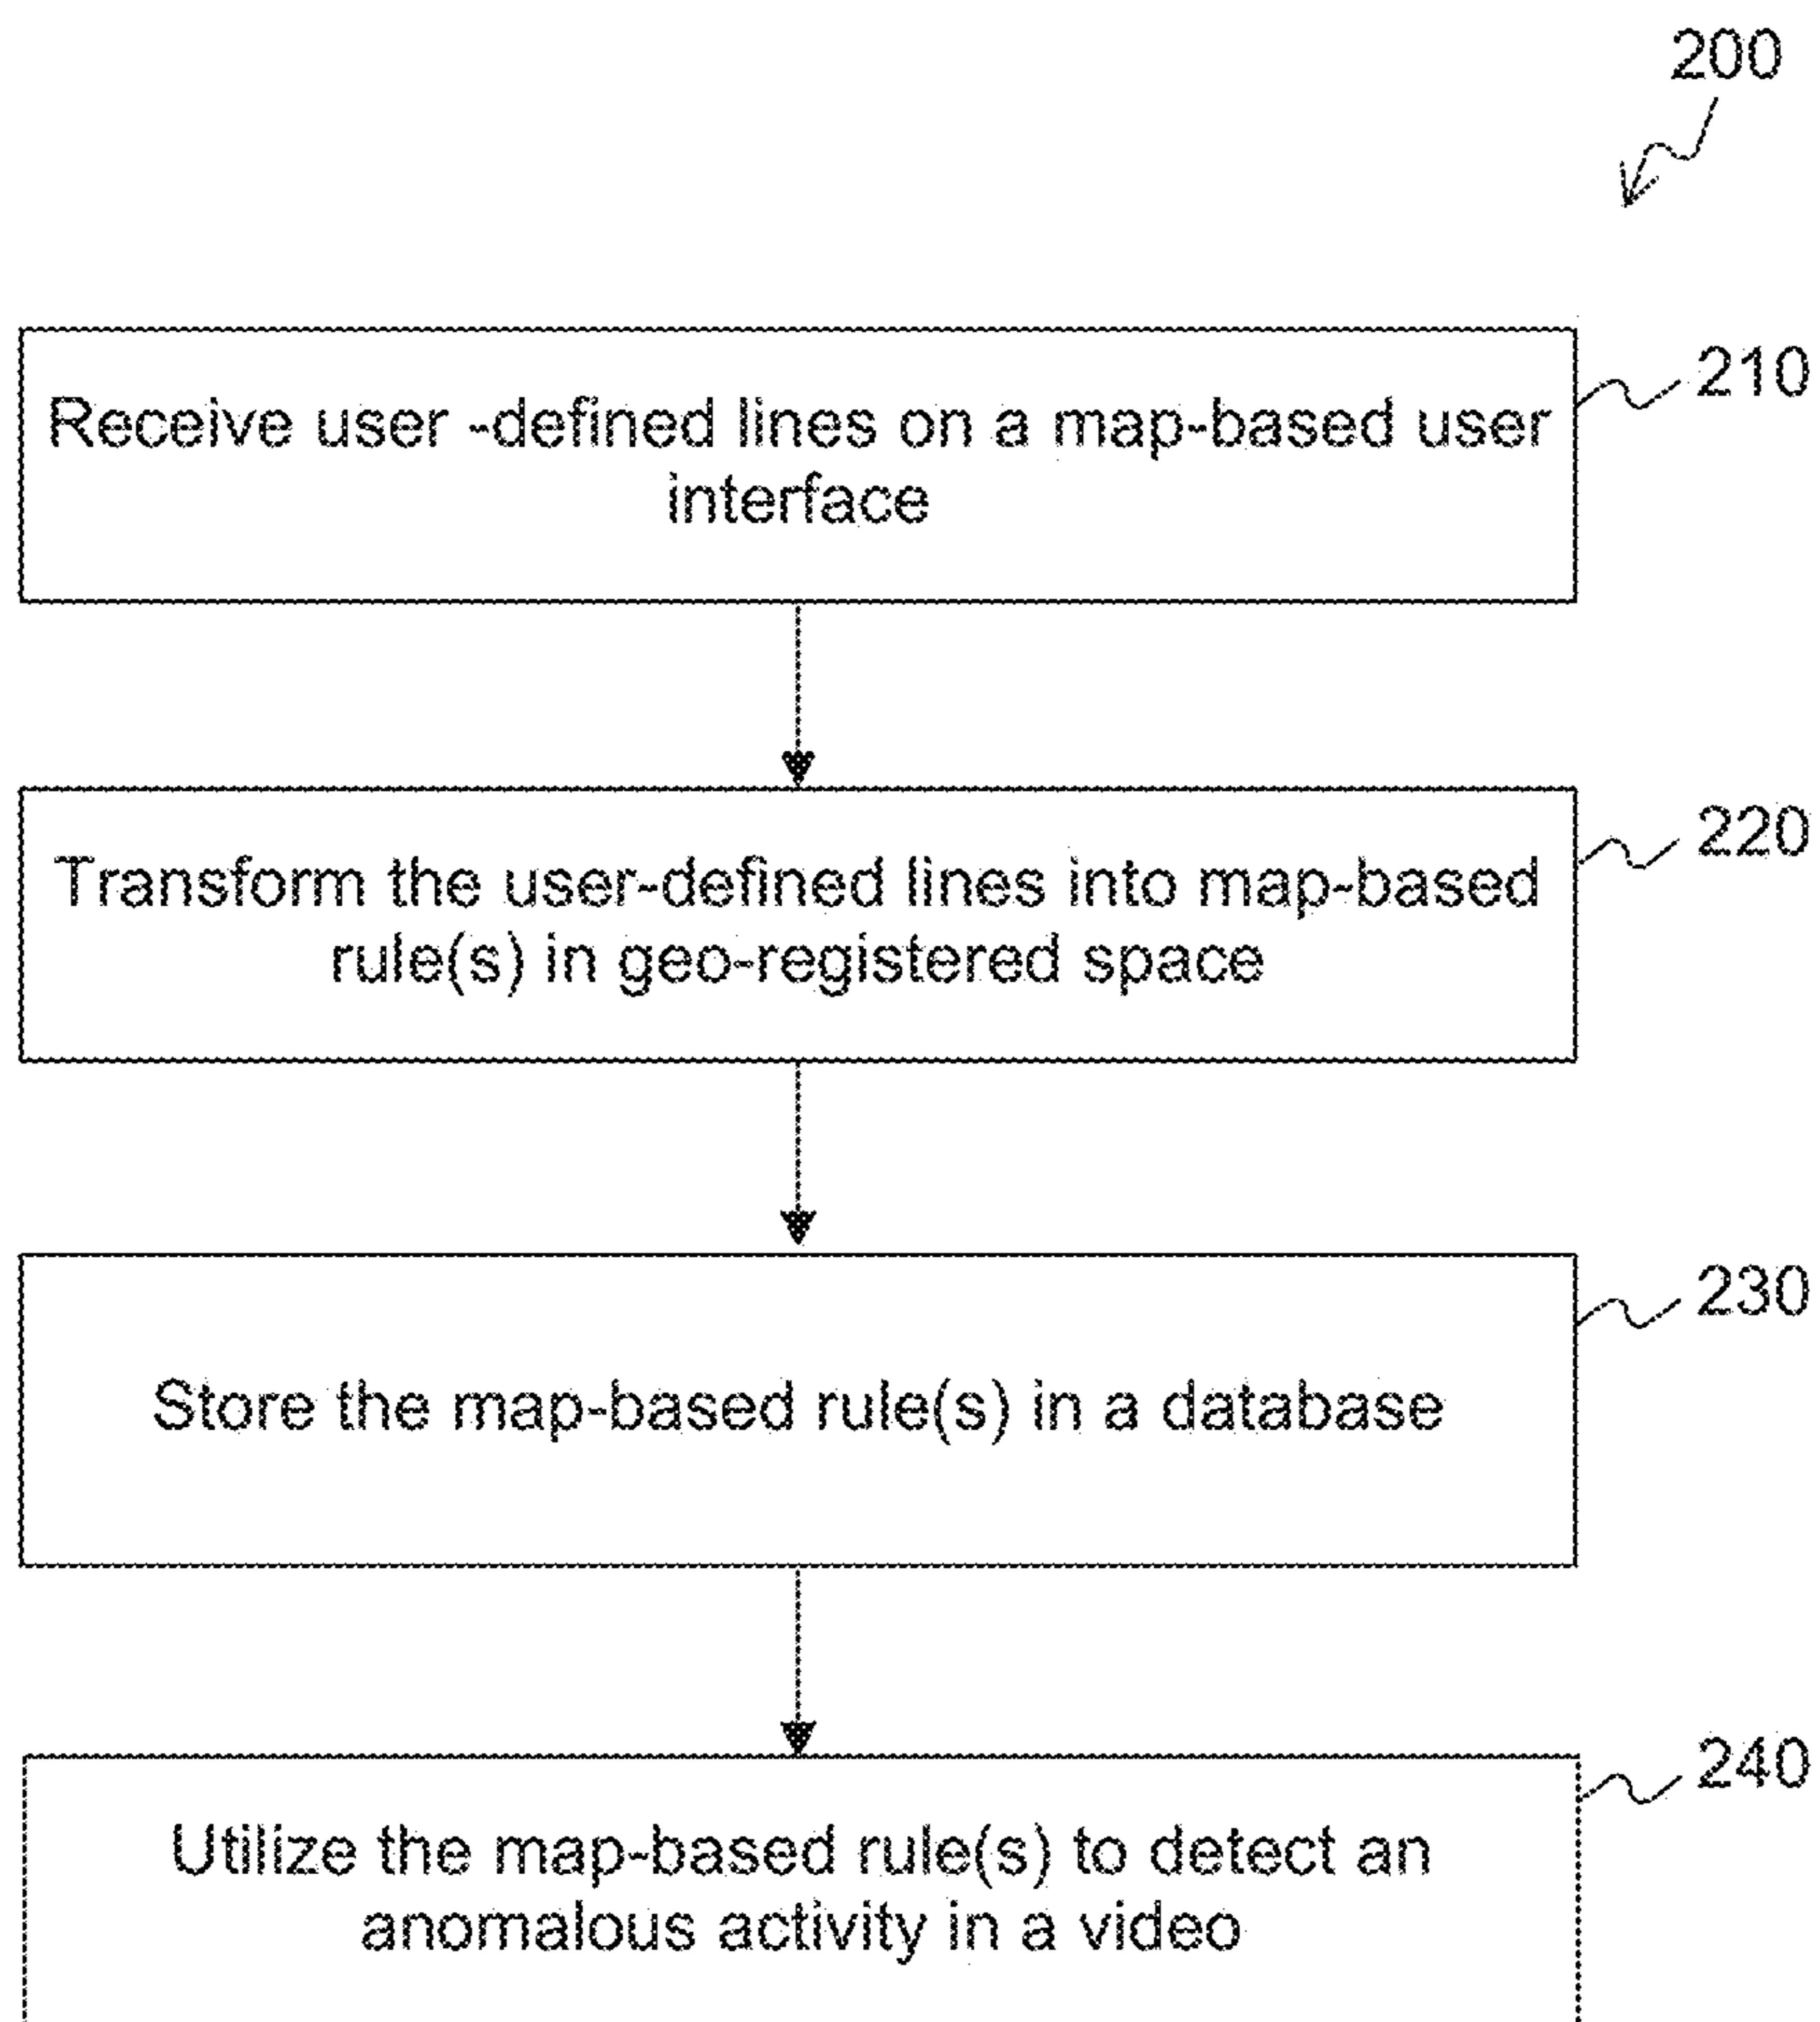 200
210
Receive user -defined lines on a map-based user
interface
220
Transform the user-defined lines into map-based
rule(s) in geo-registered space
230
Store the map-based rule(s) in a database
240
Utilize the map-based rule(s) to detect an
anomalous activity in a video